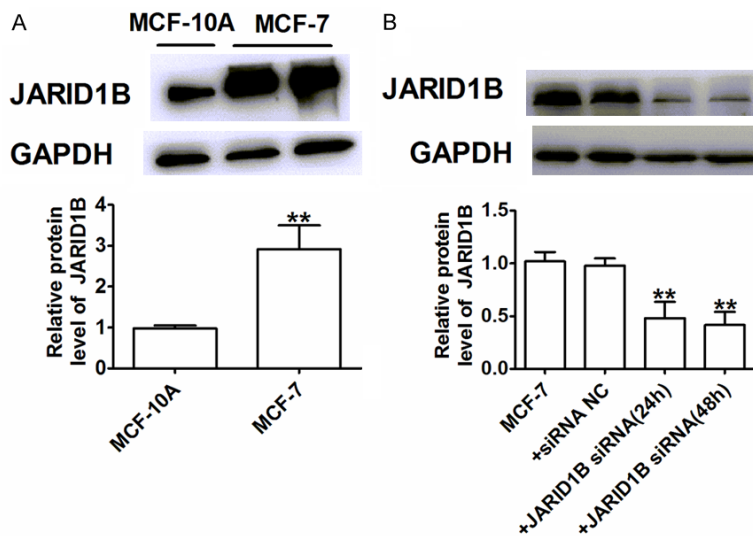 A
MCF-10A MCF-7
JARID1B
GAPDH
Relative protein
level of JARID1B
4
3
2
1
0
**
MCF-10A
MCF-7
B
JARID1B
GAPDH
Relative protein
level of JARID1B
1.5
1.0
0.5
0.0
**
**
MCF-7
+siRNA NC
+JARID1B siRNA(24h)
+JARID1B siRNA(48h)